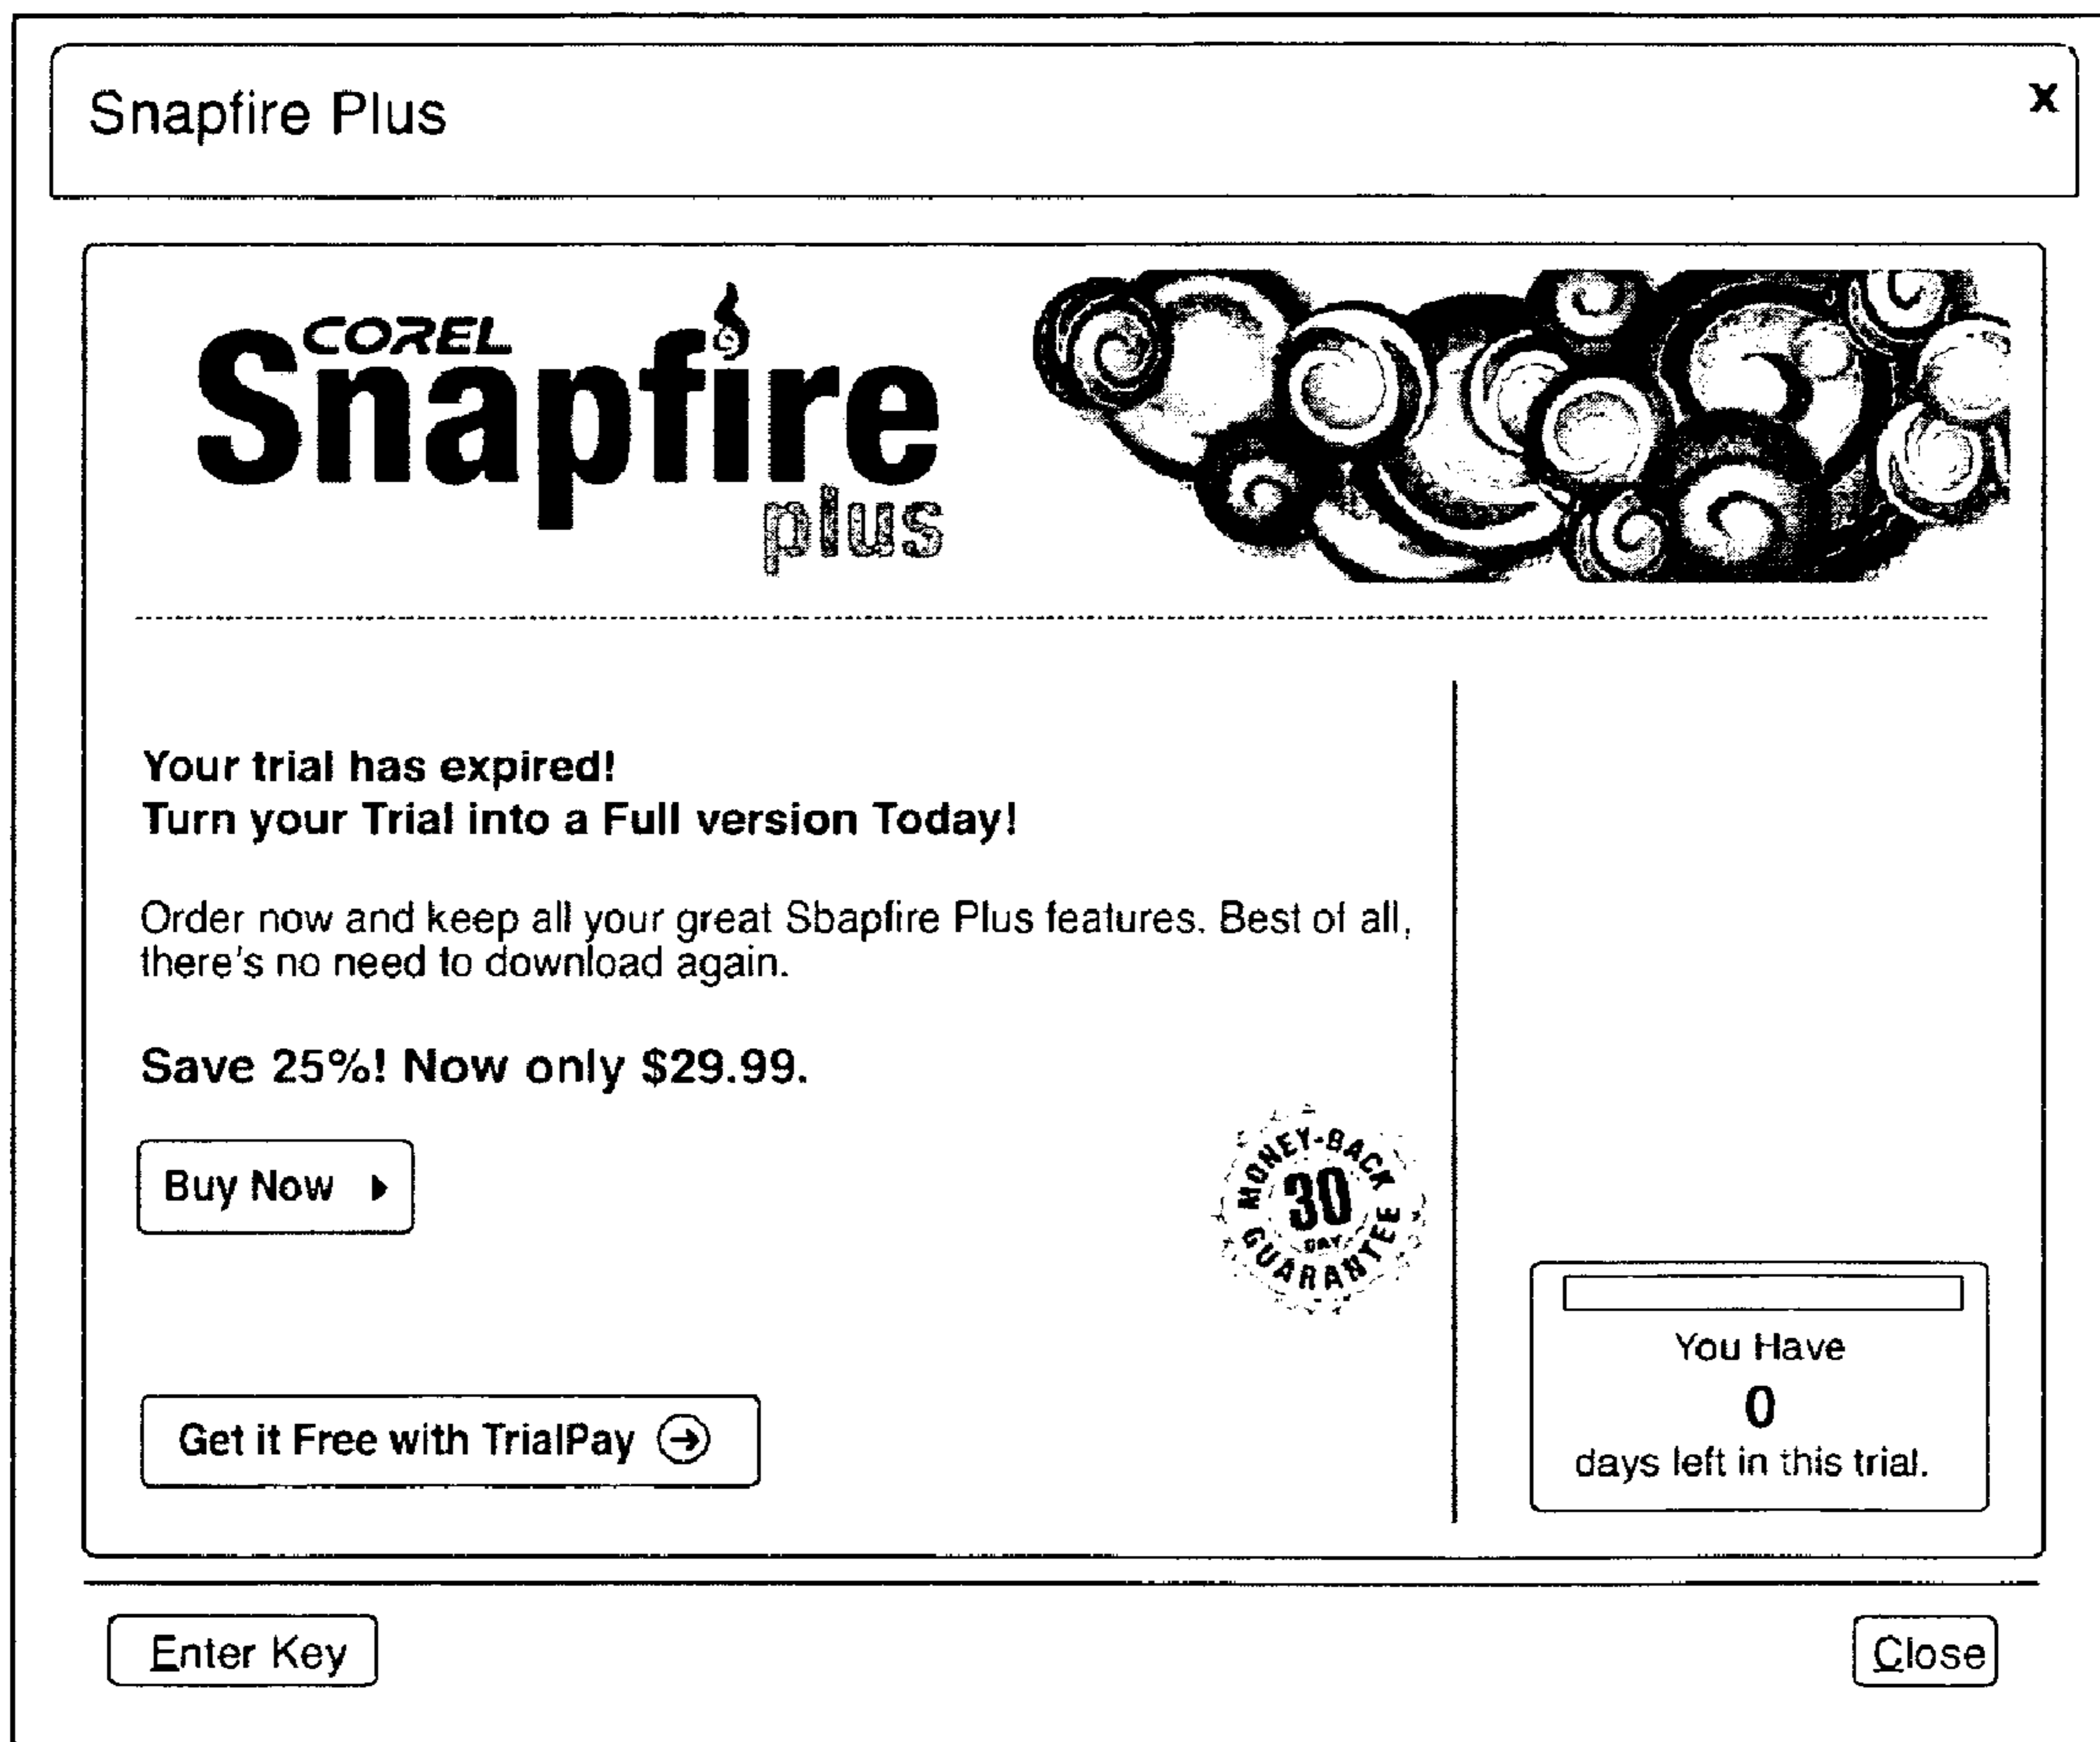 Snapfire Plus
x
COREL
Snapfire
plus
Your trial has expired!
Turn your Trial into a Full version Today!
Order now and keep all your great Sbapfire Plus features. Best of all,
there's no need to download again.
Save 25%! Now only $29.99.
Buy Now
MONEY-BACK
30
DAY
GUARANTEE
Get it Free with TrialPay
You Have
0
days left in this trial.
Enter Key
Close